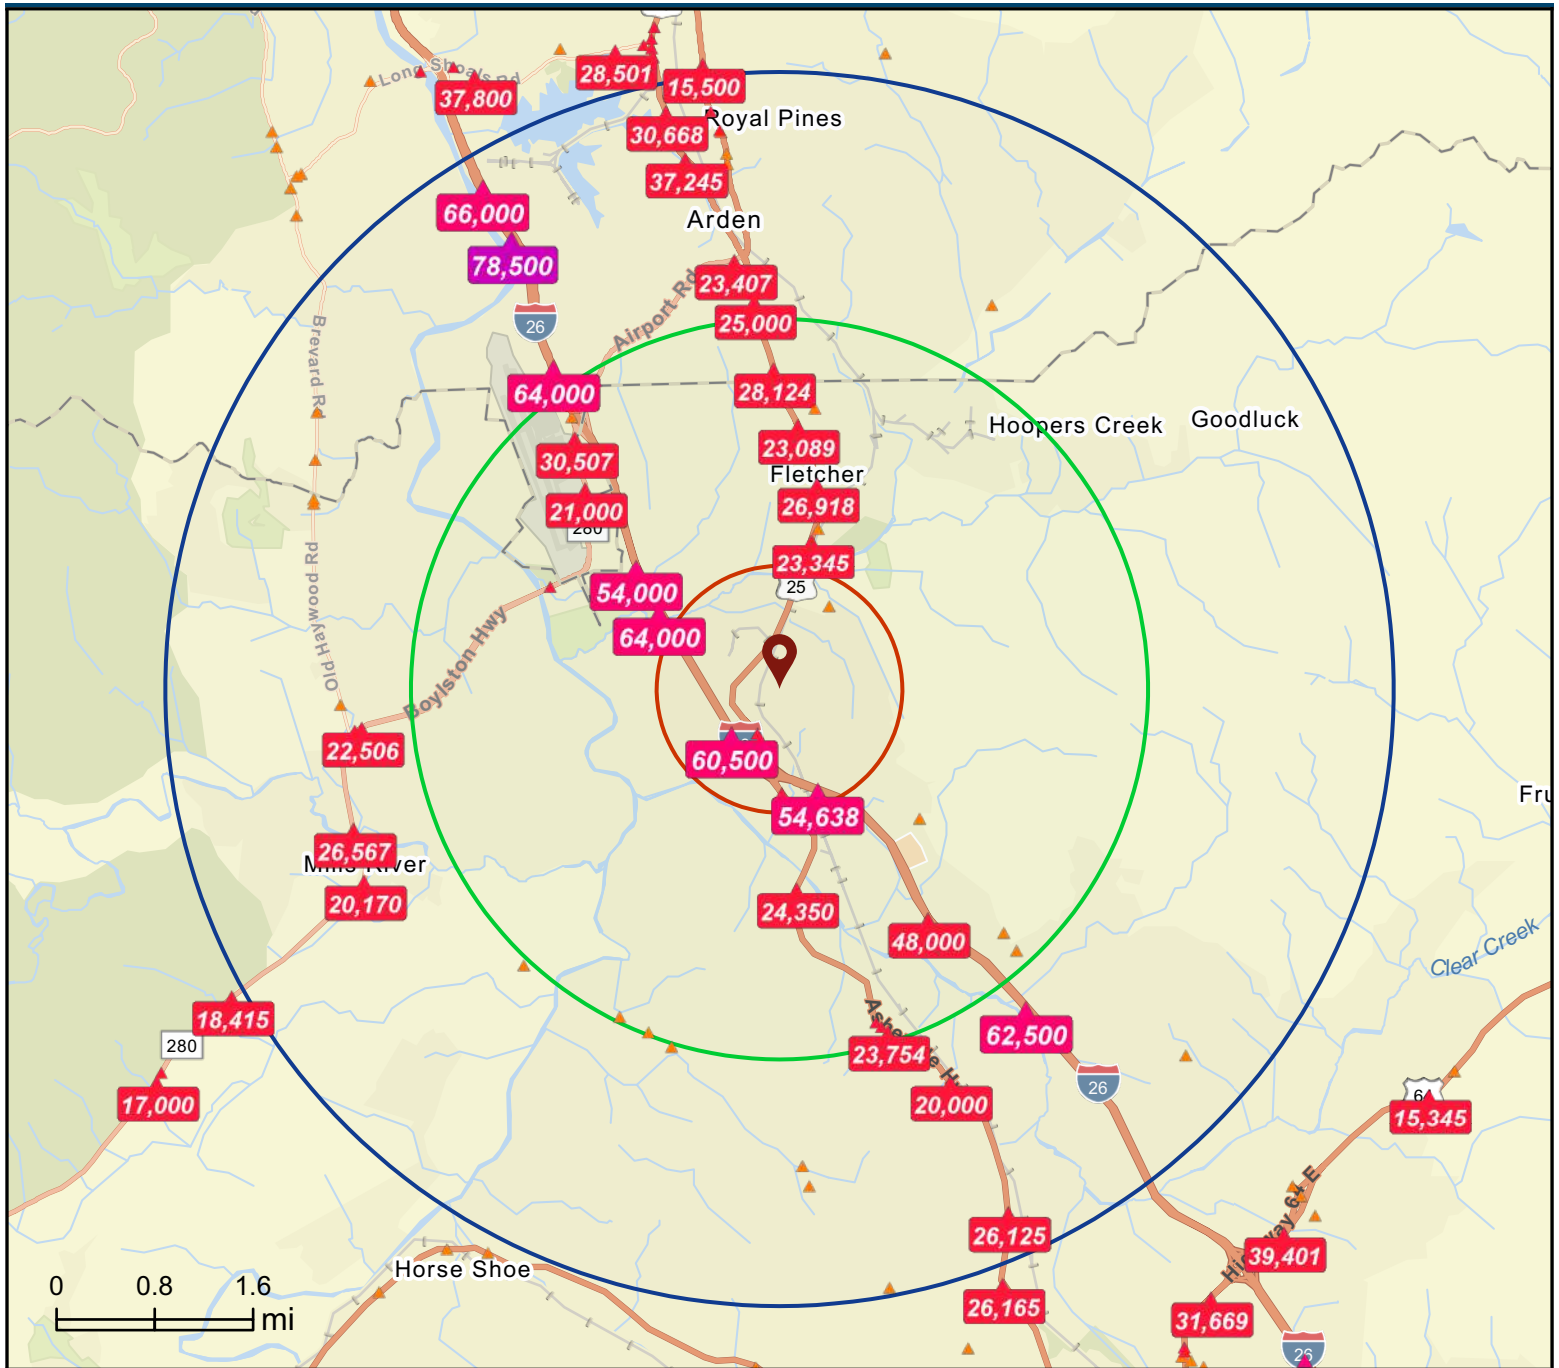 28,501
Long Shoals Rd
37,800
15,500
Royal Pines
30,668
37,245
66,000
Arden
78,500
23,407
Airport Rd
25,000
26
Brevard Rd
64,000
28,124
Hoopers Creek
Goodluck
23,089
30,507
Fletcher
26,918
21,000
280
23,345
Old Haywood Rd
54,000
25
64,000
Boylston Hwy
22,506
60,500
Fru
54,638
26,567
Mills River
20,170
24,350
48,000
Clear Creek
18,415
62,500
280
23,754
26
20,000
17,000
15,345
Highway 64 E
26,125
39,401
Horse Shoe
0 0.8 1.6
mi
26,165
31,669
26